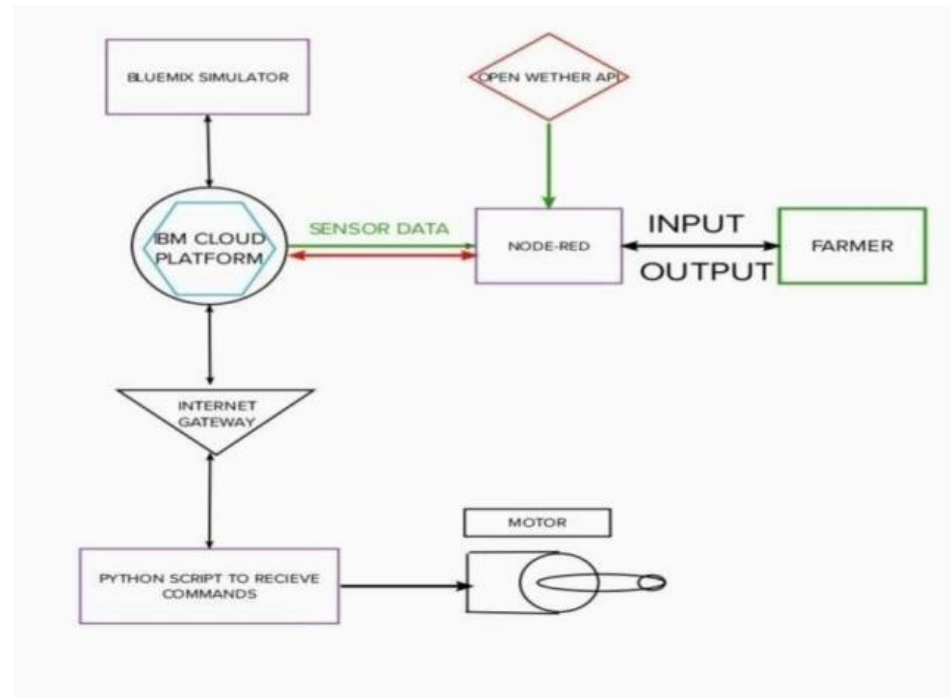 BLUEMIX SIMULATOR
OPEN WETHER API
IBM CLOUD
PLATFORM
SENSOR DATA
NODE-RED
INPUT
OUTPUT
FARMER
INTERNET
GATEWAY
MOTOR
PYTHON SCRIPT TO RECIEVE
COMMANDS